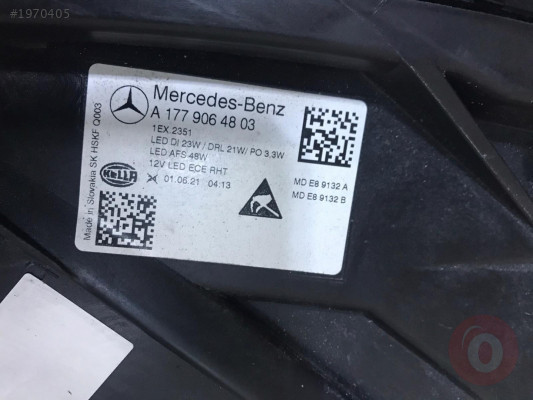 #1970405
Mercedes-Benz
A 177 906 48 03
1EX.2351
LED DI 23W / DRL 21W/ PO 3,3W
LED AFS 48W
12V LED ECE RHT
01.06.21 04:13
HELLA
MD E8 9132 A
MD E8 9132 B
Made in Slovakia SK HSKF Q003